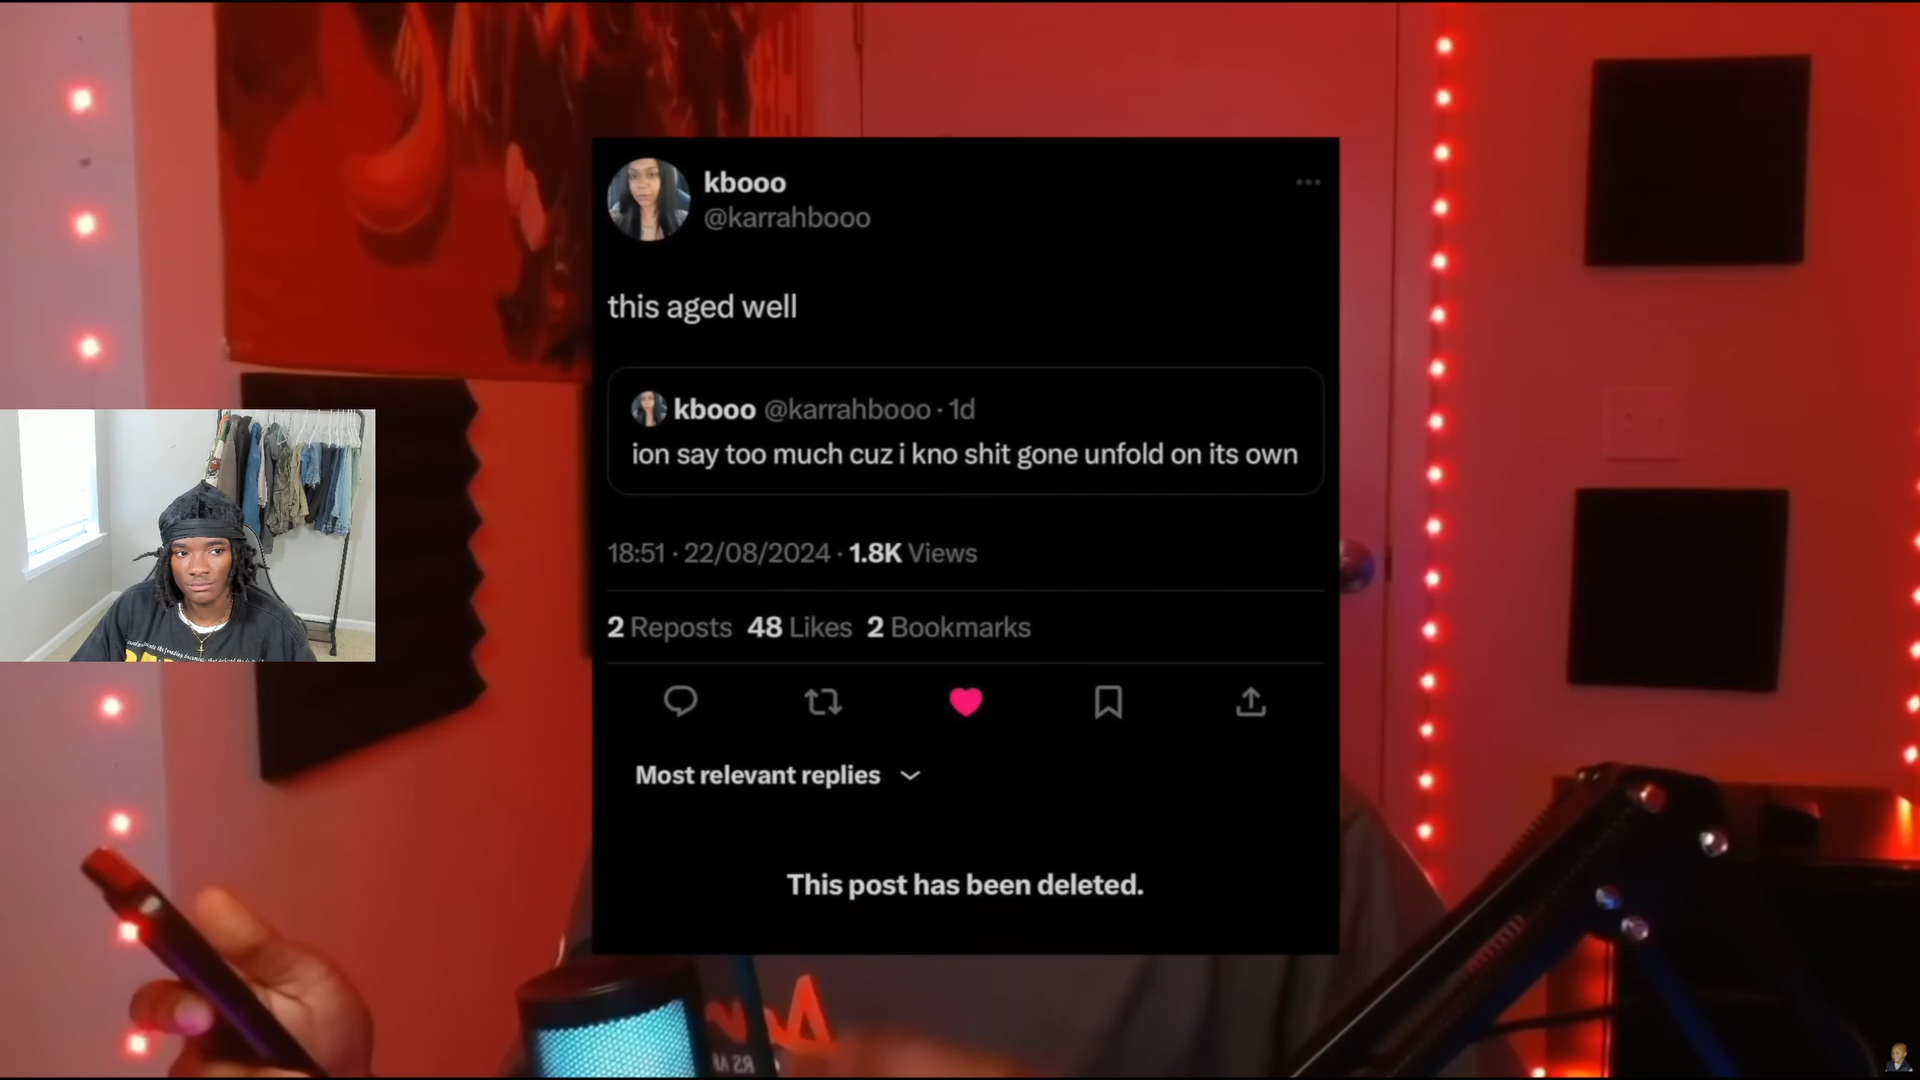 kbooo
@karrahbooo
this aged well
kbooo @karrahbooo · 1d
ion say too much cuz i kno shit gone unfold on its own
18:51 · 22/08/2024 · 1.8K Views
2 Reposts 48 Likes 2 Bookmarks
Most relevant replies
This post has been deleted.